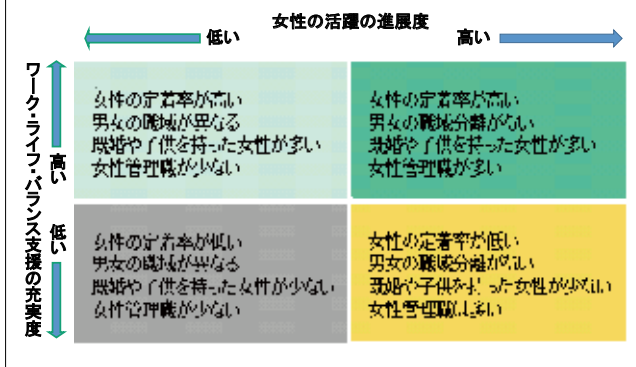 女性の活躍の進展度
低い
高い
ワーク・ライフ・バランス支援の充実度
高い
低い
女性の定着率が高い
男女の職域が異なる
既婚や子供を持った女性が多い
女性管理職が少ない
女性の定着率が高い
男女の職域分離がない
既婚や子供を持った女性が多い
女性管理職が多い
女性の定着率が低い
男女の職域が異なる
既婚や子供を持った女性が少ない
女性管理職が少ない
女性の定着率が低い
男女の職域分離がない
既婚や子供を持った女性が少ない
女性管理職は多い